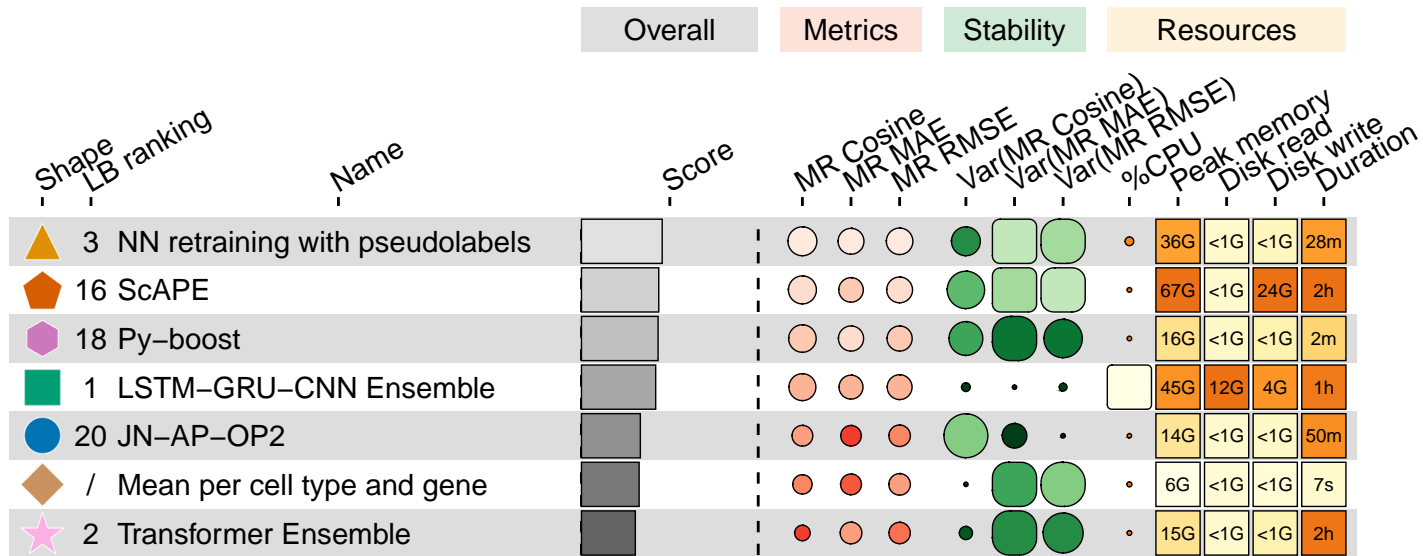 Overall Metrics Stability Resources
Shape LB ranking Name Score MR Cosine MR MAE MR RMSE Var(MR Cosine) Var(MR MAE) Var(MR RMSE) %CPU Peak memory Disk read Disk write Duration
3 NN retraining with pseudolabels 36G <1G <1G 28m
16 ScAPE 67G <1G 24G 2h
18 Py−boost 16G <1G <1G 2m
1 LSTM−GRU−CNN Ensemble 45G 12G 4G 1h
20 JN−AP−OP2 14G <1G <1G 50m
/ Mean per cell type and gene 6G <1G <1G 7s
2 Transformer Ensemble 15G <1G <1G 2h